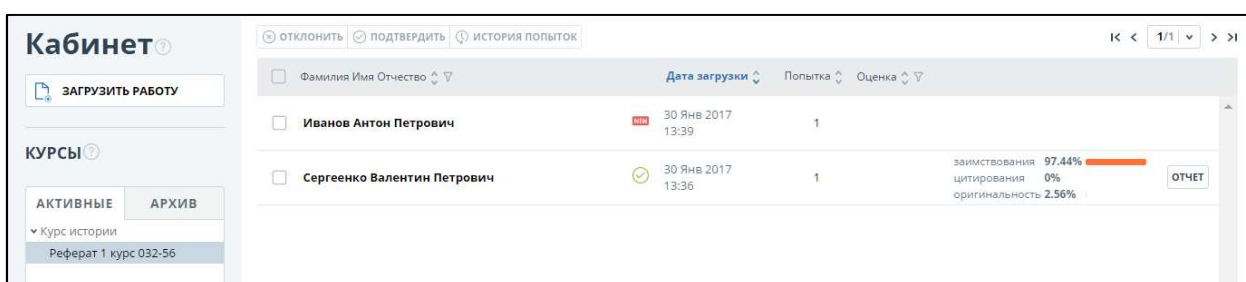 Кабинет
ЗАГРУЗИТЬ РАБОТУ
КУРСЫ
АКТИВНЫЕ АРХИВ
Курс истории
Реферат 1 курс 032-56
ОТКЛОНИТЬ ПОДТВЕРДИТЬ ИСТОРИЯ ПОПЫТОК
1/1
Фамилия Имя Отчество Дата загрузки Попытка Оценка
Иванов Антон Петрович NEW 30 Янв 2017 1
13:39
Сергеенко Валентин Петрович 30 Янв 2017 1
13:36
заимствования 97.44%
цитирования 0%
оригинальность 2.56%
ОТЧЕТ